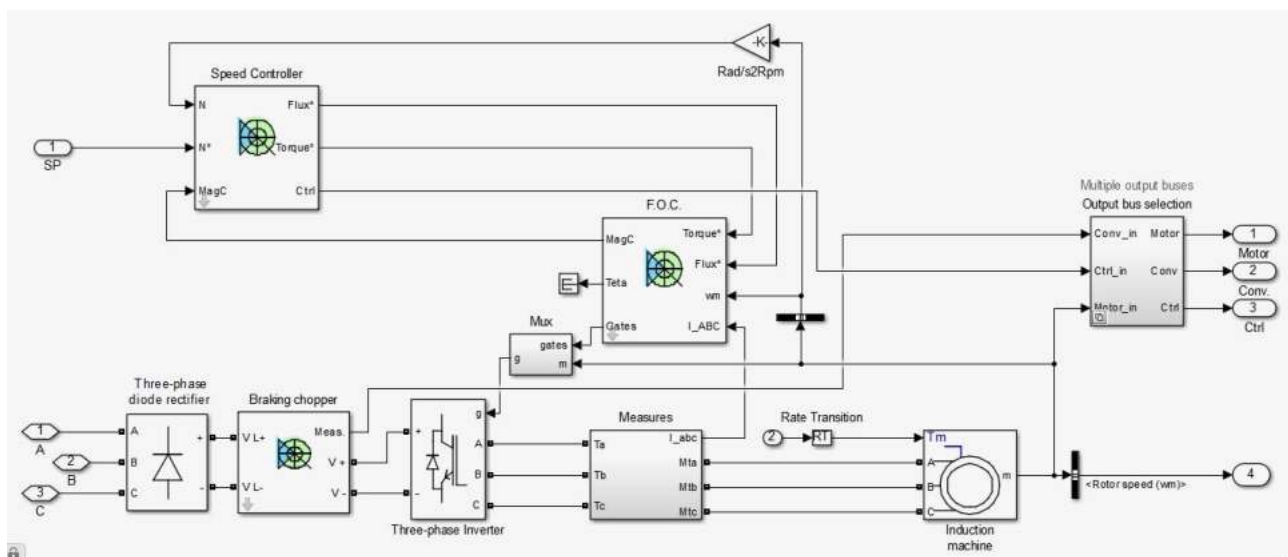 -K-
Rad/s2Rpm
Speed Controller
N
Flux*
N*
Torque*
MagC
Ctrl
1
SP
F.O.C.
MagC
Torque*
Teta
Flux*
wm
Gates
I_ABC
Mux
gates
g
m
Multiple output buses
Output bus selection
Conv_in
Motor
Ctrl_in
Conv
Motor_in
Ctrl
1
Motor
2
Conv.
3
Ctrl
Three-phase
diode rectifier
1
A
2
B
3
C
A
+
B
C
-
Braking chopper
V L+
Meas.
V +
V L-
V -
g
+
A
B
-
C
Three-phase Inverter
Measures
I_abc
Ta
Mta
Tb
Mtb
Tc
Mtc
Rate Transition
2
RT
Tm
A
B
m
C
Induction
machine
<Rotor speed (wm)>
4